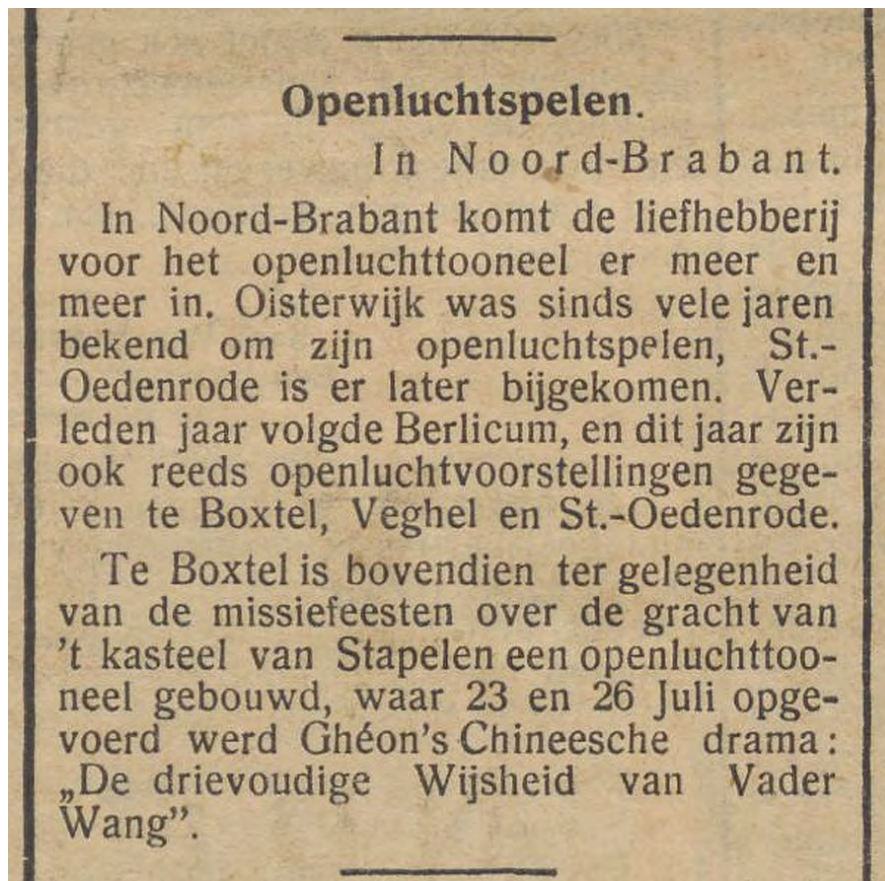 Openluchtspelen.
In Noord-Brabant.
In Noord-Brabant komt de liefhebberij
voor het openluchttooneel er meer en
meer in. Oisterwijk was sinds vele jaren
bekend om zijn openluchtspelen, St.-
Oedenrode is er later bijgekomen. Ver-
leden jaar volgde Berlicum, en dit jaar zijn
ook reeds openluchtvoorstellingen gege-
ven te Boxtel, Veghel en St.-Oedenrode.
Te Boxtel is bovendien ter gelegenheid
van de missiefeesten over de gracht van
't kasteel van Stapelen een openluchttoo-
neel gebouwd, waar 23 en 26 Juli opge-
voerd werd Ghéon's Chineesche drama:
„De drievoudige Wijsheid van Vader
Wang”.